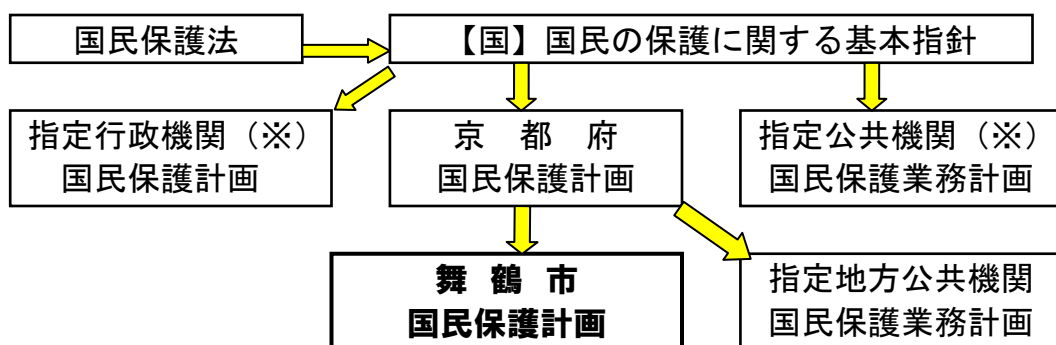 国民保護法
【国】国民の保護に関する基本指針
指定行政機関（※）
国民保護計画
京　都　府
国民保護計画
指定公共機関（※）
国民保護業務計画
舞　鶴　市
国民保護計画
指定地方公共機関
国民保護業務計画